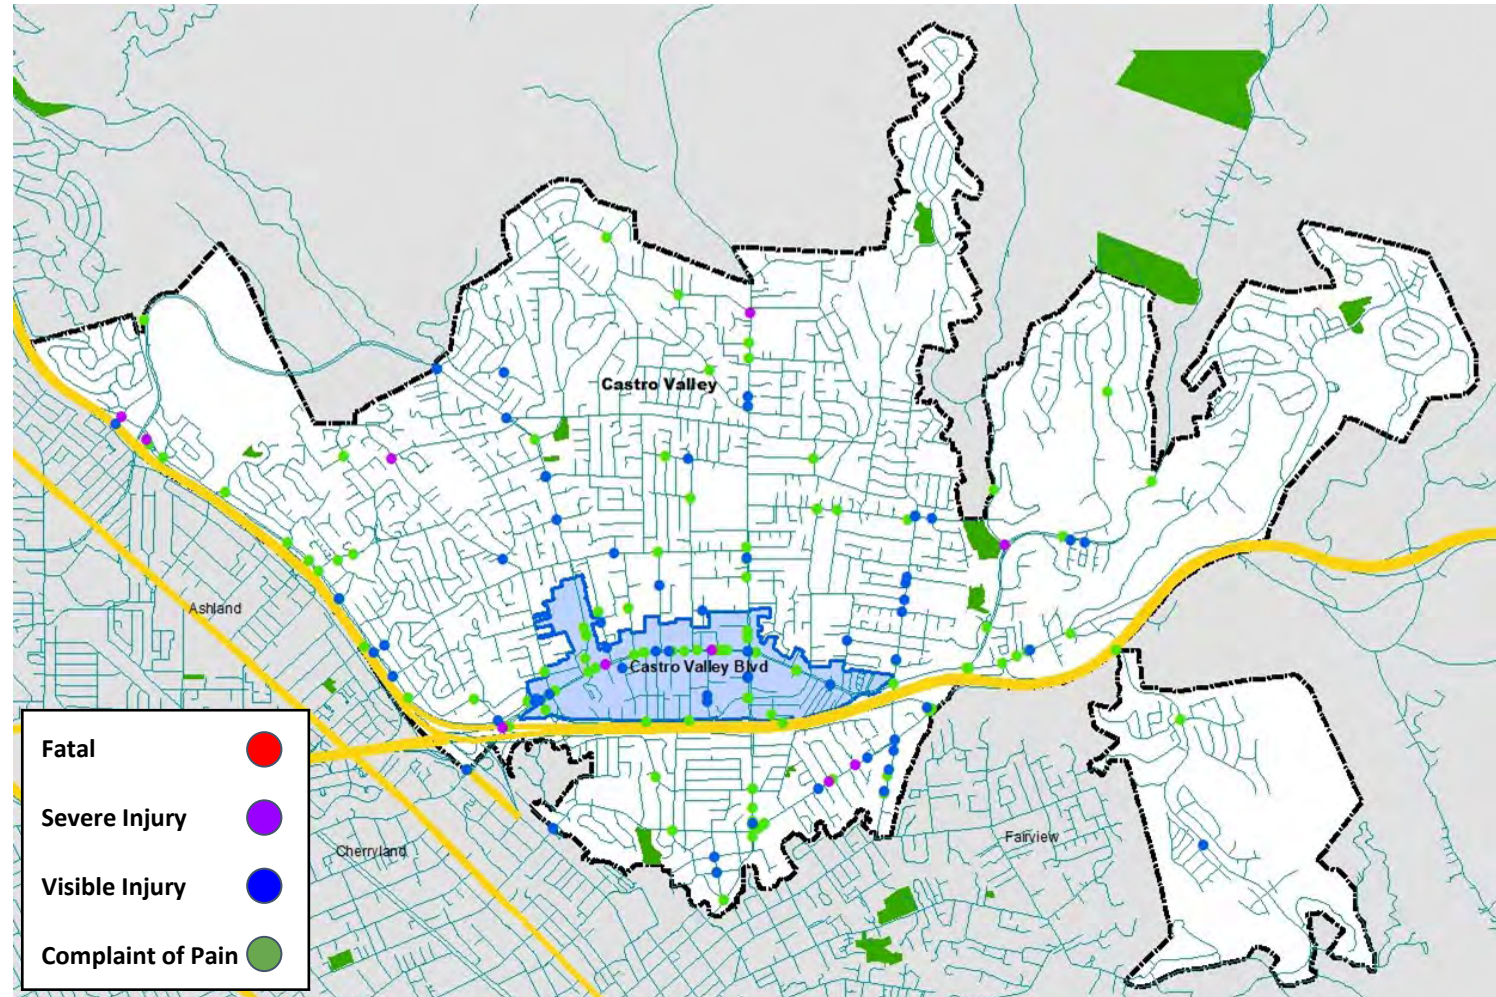 Castro Valley
Ashland
Castro Valley Blvd
Fatal
Severe Injury
Visible Injury
Complaint of Pain
Cherryland
Fairview